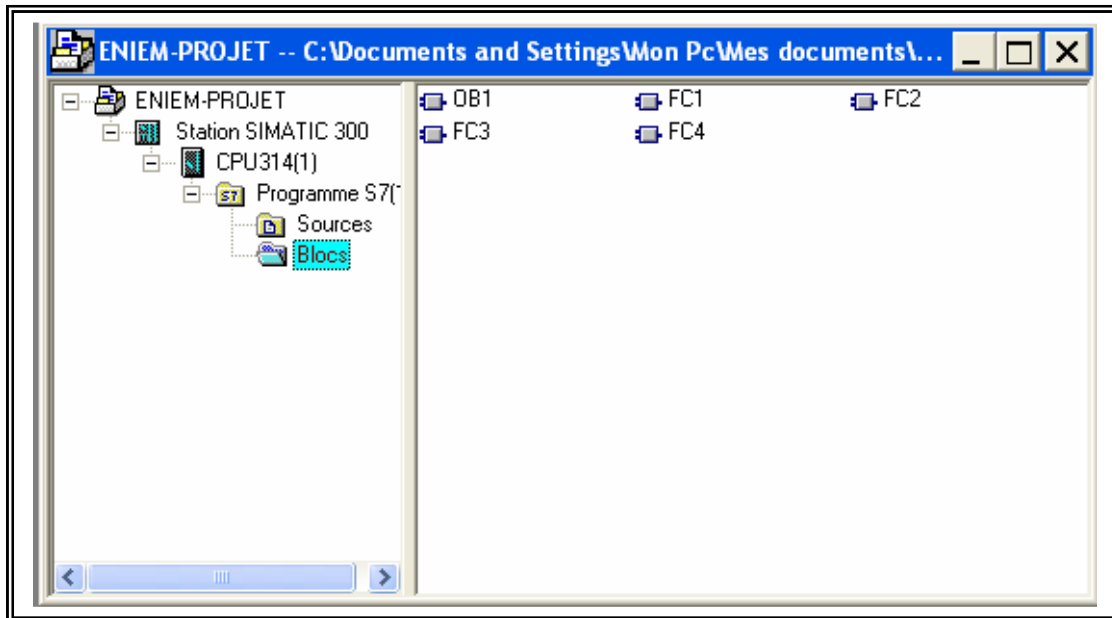 ENIEM-PROJET -- C:\Documents and Settings\Mon Pc\Mes documents\...
ENIEM-PROJET
Station SIMATIC 300
CPU314(1)
Programme S7(
Sources
Blocs
OB1 FC1 FC2
FC3 FC4